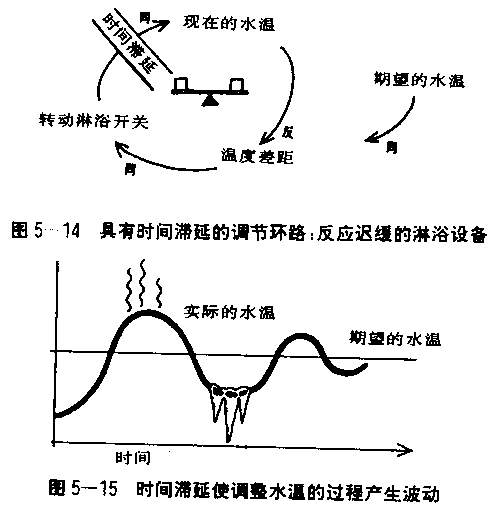 时间滞延
同
现在的水温
期望的水温
转动淋浴开关
反
同
温度差距
同
图5—14 具有时间滞延的调节环路:反应迟缓的淋浴设备
实际的水温
期望的水温
时间
图5—15 时间滞延使调整水温的过程产生波动